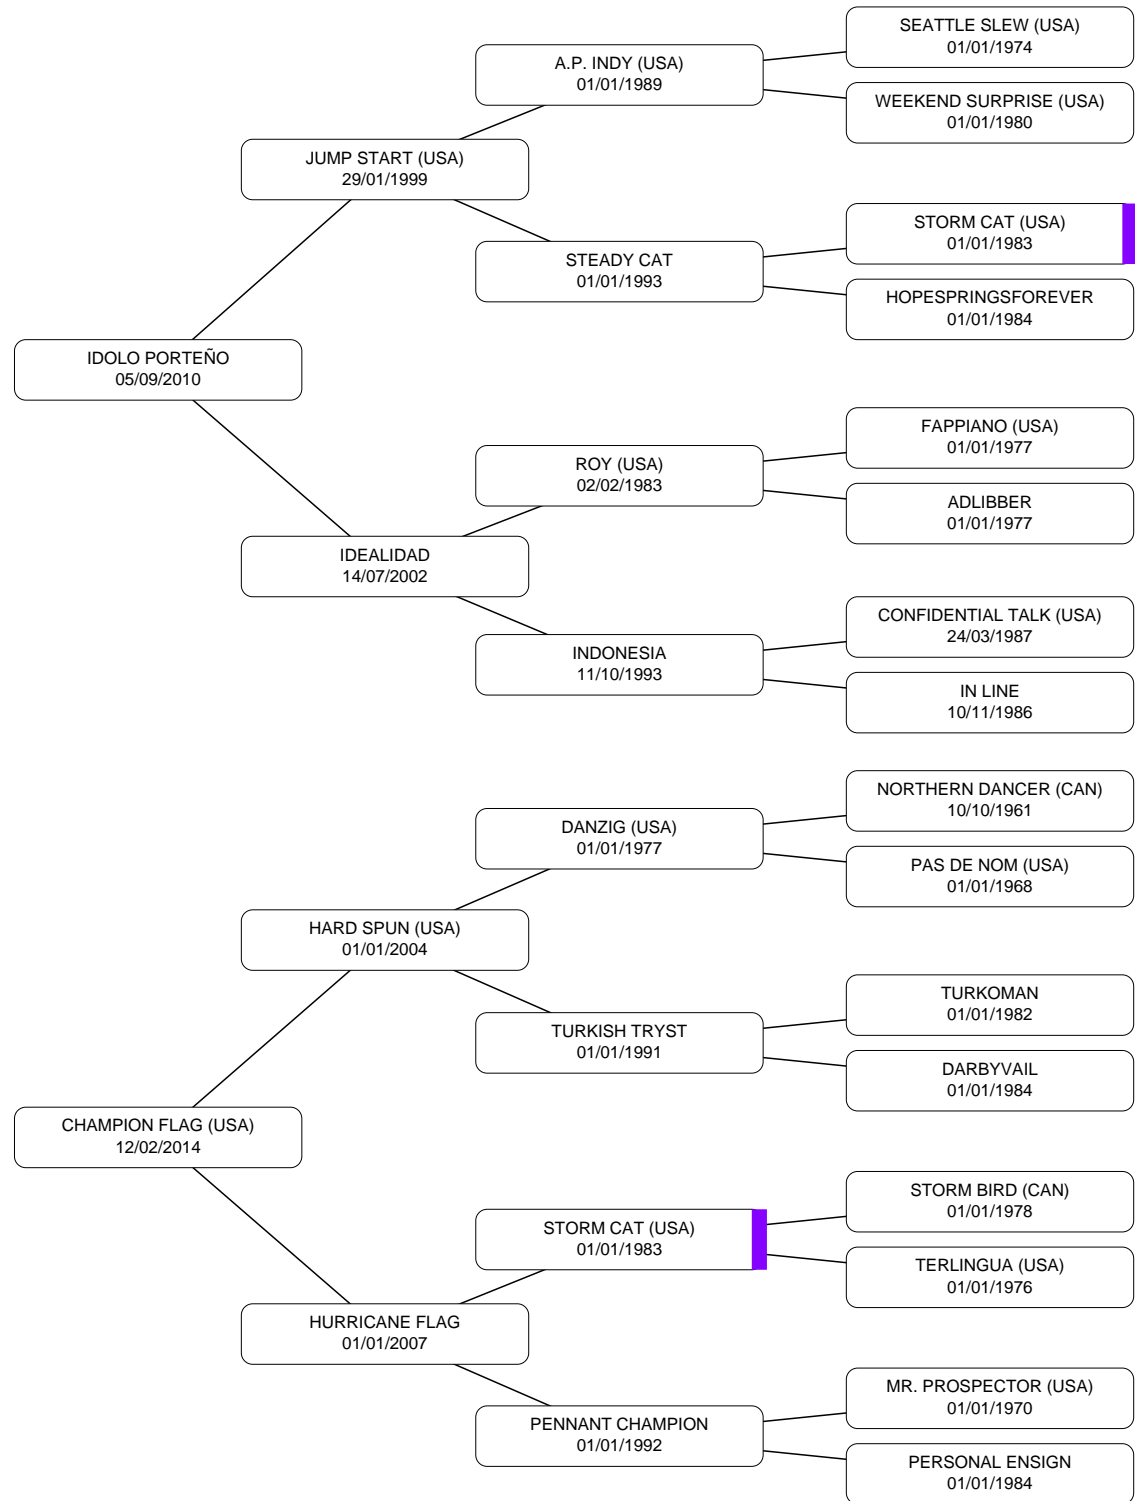 SEATTLE SLEW (USA)
01/01/1974
A.P. INDY (USA)
01/01/1989
WEEKEND SURPRISE (USA)
01/01/1980
JUMP START (USA)
29/01/1999
STORM CAT (USA)
01/01/1983
STEADY CAT
01/01/1993
HOPESPRINGSFOREVER
01/01/1984
IDOLO PORTEÑO
05/09/2010
FAPPIANO (USA)
01/01/1977
ROY (USA)
02/02/1983
ADLIBBER
01/01/1977
IDEALIDAD
14/07/2002
CONFIDENTIAL TALK (USA)
24/03/1987
INDONESIA
11/10/1993
IN LINE
10/11/1986
NORTHERN DANCER (CAN)
10/10/1961
DANZIG (USA)
01/01/1977
PAS DE NOM (USA)
01/01/1968
HARD SPUN (USA)
01/01/2004
TURKOMAN
01/01/1982
TURKISH TRYST
01/01/1991
DARBYVAIL
01/01/1984
CHAMPION FLAG (USA)
12/02/2014
STORM BIRD (CAN)
01/01/1978
STORM CAT (USA)
01/01/1983
TERLINGUA (USA)
01/01/1976
HURRICANE FLAG
01/01/2007
MR. PROSPECTOR (USA)
01/01/1970
PENNANT CHAMPION
01/01/1992
PERSONAL ENSIGN
01/01/1984